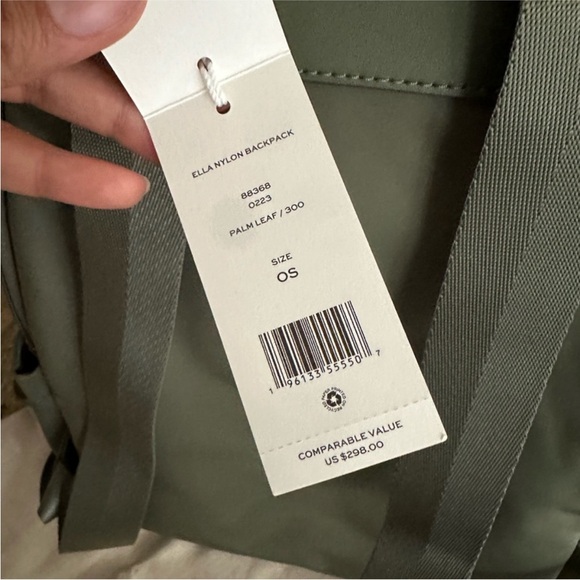 ELLA NYLON BACKPACK
88368
0223
PALM LEAF / 300
SIZE
OS
1 96133 55550 7
COMPARABLE VALUE
US $298.00